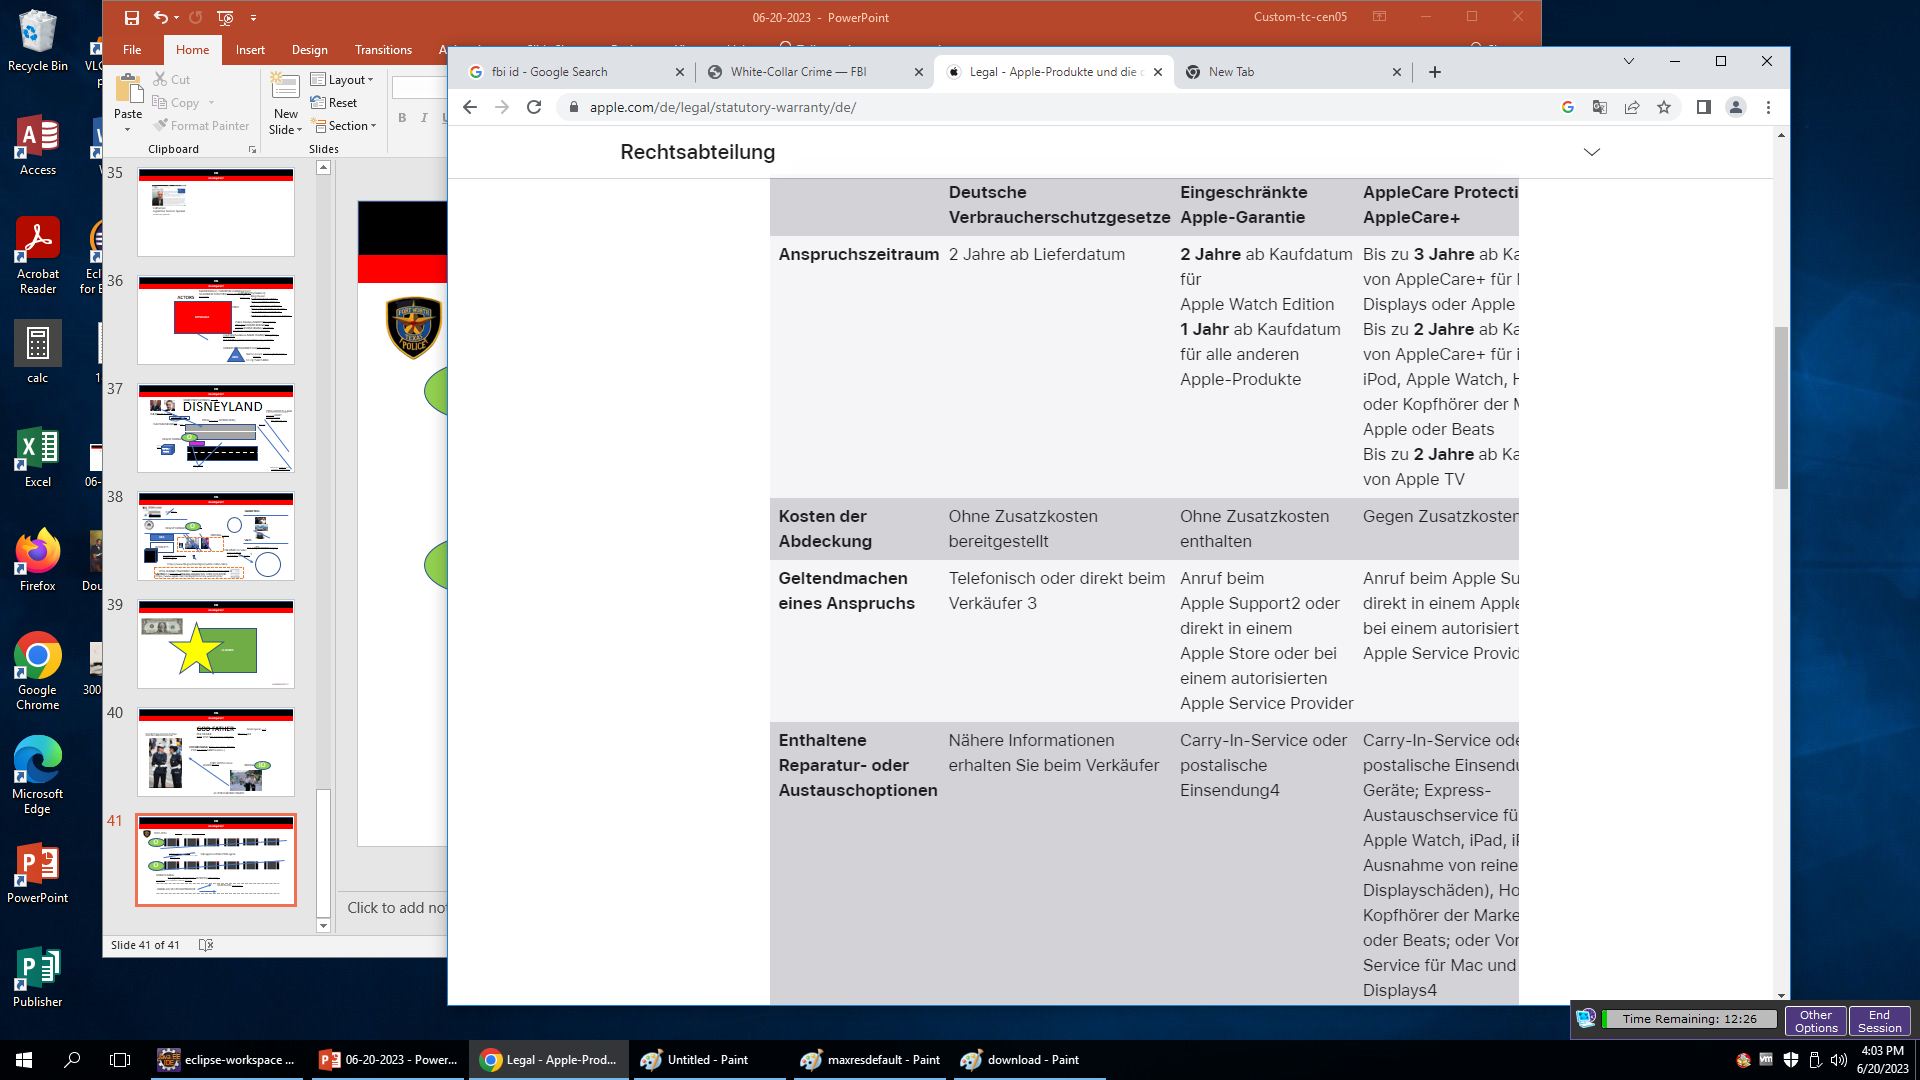 Recycle Bin
Access
Acrobat
Reader
calc
Excel
Firefox
Google
Chrome
Microsoft
Edge
PowerPoint
Publisher
06-20-2023 - PowerPoint
Custom-tc-cen05
File
Home
Insert
Design
Transitions
Paste
Cut
Copy
Format Painter
Clipboard
New
Slide
Layout
Reset
Section
Slides
B I
35
36
ACTORS
37
DISNEYLAND
38
39
40
GOD FATHER
41
FORT WORTH
TEXAS
POLICE
Click to add not
Slide 41 of 41
fbi id - Google Search
White-Collar Crime — FBI
Legal - Apple-Produkte und die
New Tab
apple.com/de/legal/statutory-warranty/de/
Rechtsabteilung
Deutsche
Verbraucherschutzgesetze
Eingeschränkte
Apple-Garantie
AppleCare Protecti
AppleCare+
Anspruchszeitraum
2 Jahre ab Lieferdatum
2 Jahre ab Kaufdatum
für
Apple Watch Edition
1 Jahr ab Kaufdatum
für alle anderen
Apple-Produkte
Bis zu 3 Jahre ab Ka
von AppleCare+ für
Displays oder Apple
Bis zu 2 Jahre ab Ka
von AppleCare+ für i
iPod, Apple Watch, H
oder Kopfhörer der M
Apple oder Beats
Bis zu 2 Jahre ab Ka
von Apple TV
Kosten der
Abdeckung
Ohne Zusatzkosten
bereitgestellt
Ohne Zusatzkosten
enthalten
Gegen Zusatzkosten
Geltendmachen
eines Anspruchs
Telefonisch oder direkt beim
Verkäufer 3
Anruf beim
Apple Support2 oder
direkt in einem
Apple Store oder bei
einem autorisierten
Apple Service Provider
Anruf beim Apple Su
direkt in einem Apple
bei einem autorisiert
Apple Service Provid
Enthaltene
Reparatur- oder
Austauschoptionen
Nähere Informationen
erhalten Sie beim Verkäufer
Carry-In-Service oder
postalische
Einsendung4
Carry-In-Service ode
postalische Einsendu
Geräte; Express-
Austauschservice fü
Apple Watch, iPad, iP
Ausnahme von reine
Displayschäden), Ho
Kopfhörer der Marke
oder Beats; oder Vor
Service für Mac und
Displays4
Time Remaining: 12:26
Other
Options
End
Session
eclipse-workspace ...
06-20-2023 - Power...
Legal - Apple-Prod...
Untitled - Paint
maxresdefault - Paint
download - Paint
4:03 PM
6/20/2023